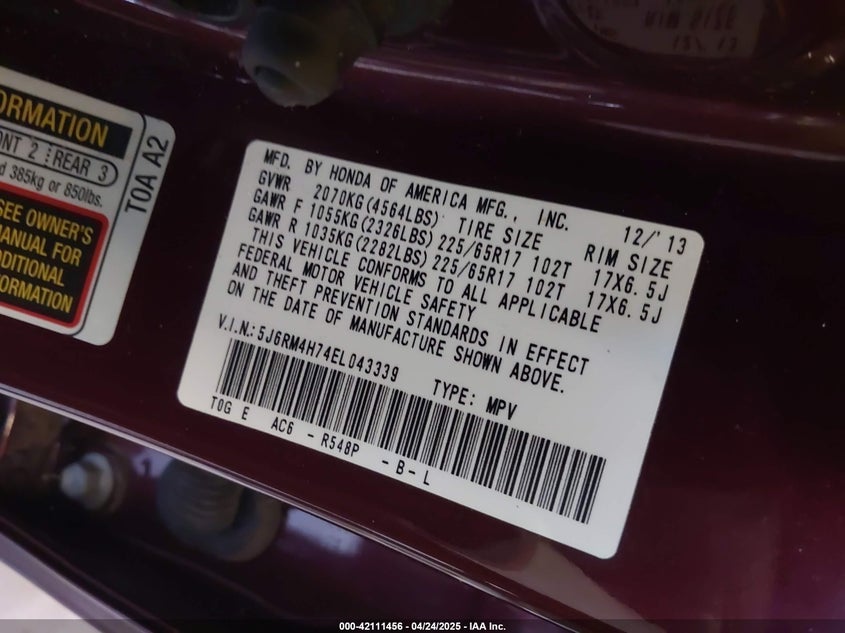 ORMATION
ONT 2 REAR 3
d 385kg or 850lbs.
SEE OWNER'S
MANUAL FOR
DDITIONAL
FORMATION
T0A A2
RIM SIZE
MFD. BY HONDA OF AMERICA MFG., INC. 12/'13
GVWR 2070KG(4564LBS) TIRE SIZE RIM SIZE
GAWR F 1055KG(2326LBS) 225/65R17 102T 17X6.5J
GAWR R 1035KG(2282LBS) 225/65R17 102T 17X6.5J
THIS VEHICLE CONFORMS TO ALL APPLICABLE
FEDERAL MOTOR VEHICLE SAFETY
AND THEFT PREVENTION STANDARDS IN EFFECT
ON THE DATE OF MANUFACTURE SHOWN ABOVE.
V.I.N.:5J6RM4H74EL043339 TYPE: MPV
T0G E AC6 -R548P -B-L
000-42111456 - 04/24/2025 - IAA Inc.